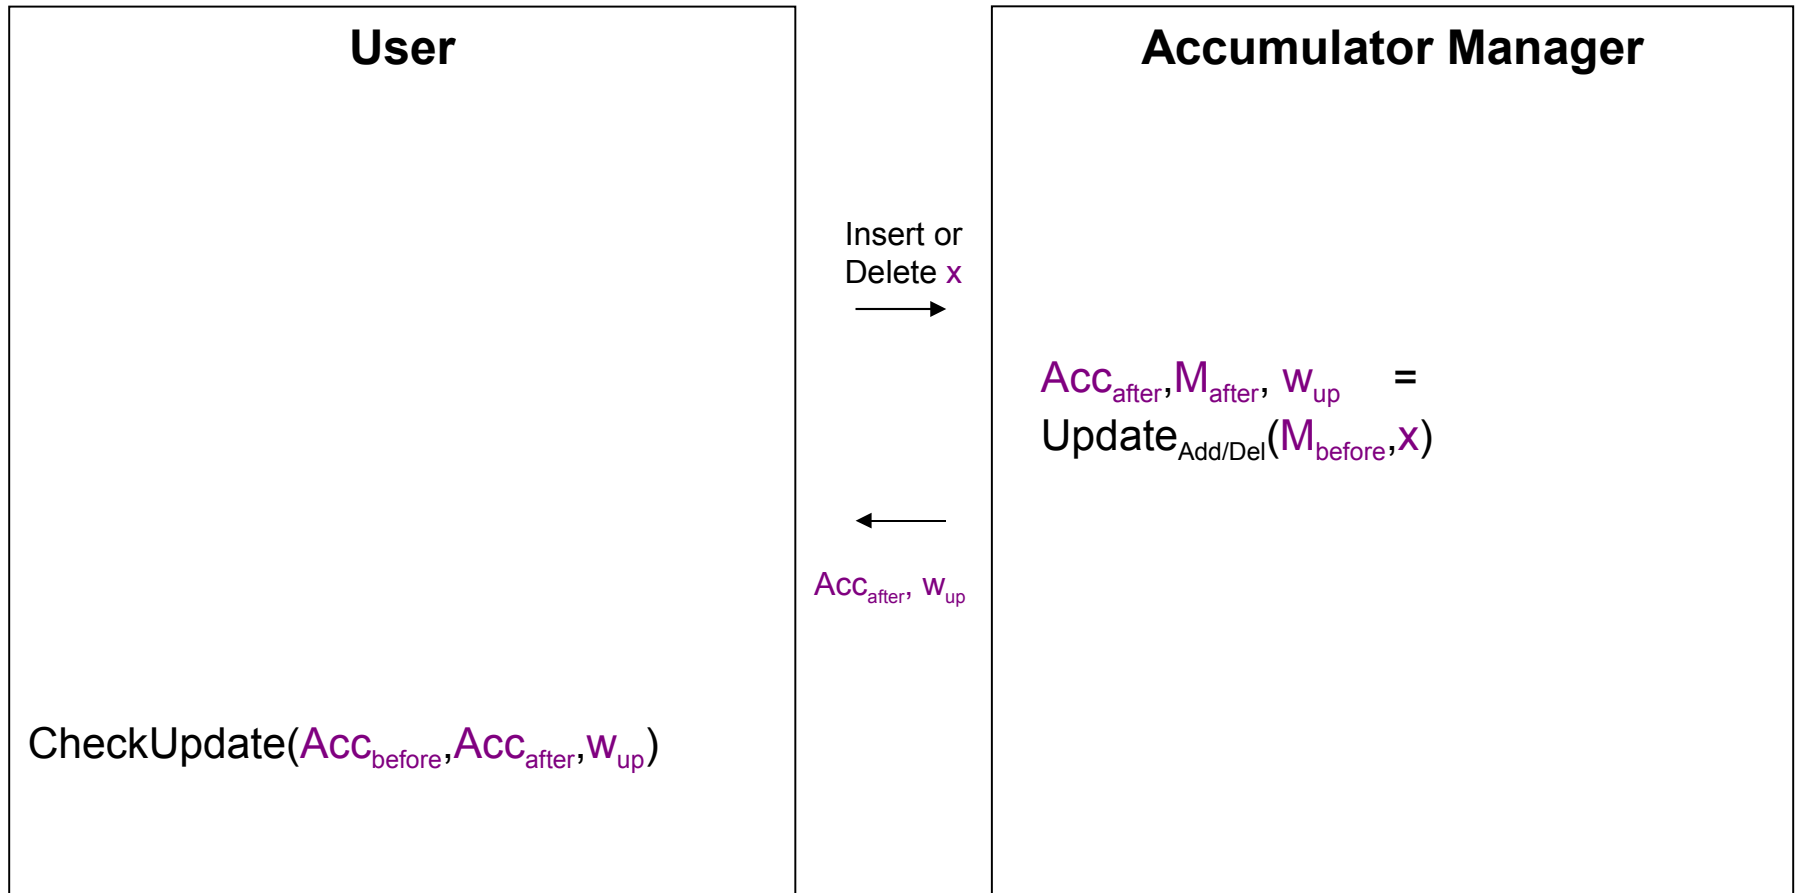 User
Accumulator Manager
Insert or
Delete x
Acc_after,M_after, w_up =
Update_Add/Del(M_before,x)
Acc_after, w_up
CheckUpdate(Acc_before,Acc_after,w_up)